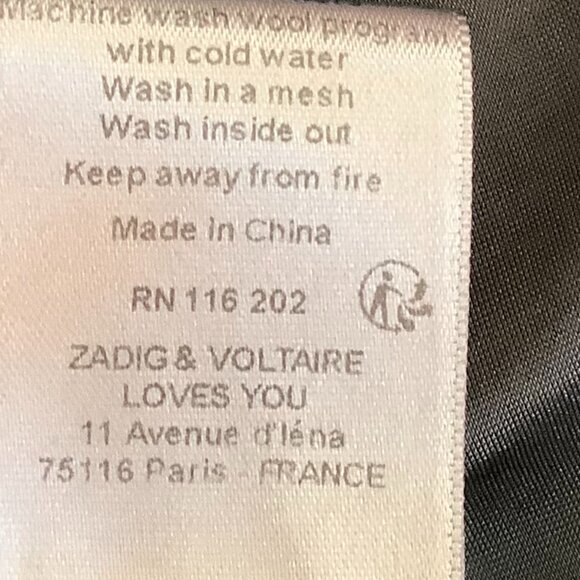 Machine wash wool program
with cold water
Wash in a mesh
Wash inside out
Keep away from fire
Made in China
RN 116 202
ZADIG & VOLTAIRE
LOVES YOU
11 Avenue d'Iéna
75116 Paris - FRANCE